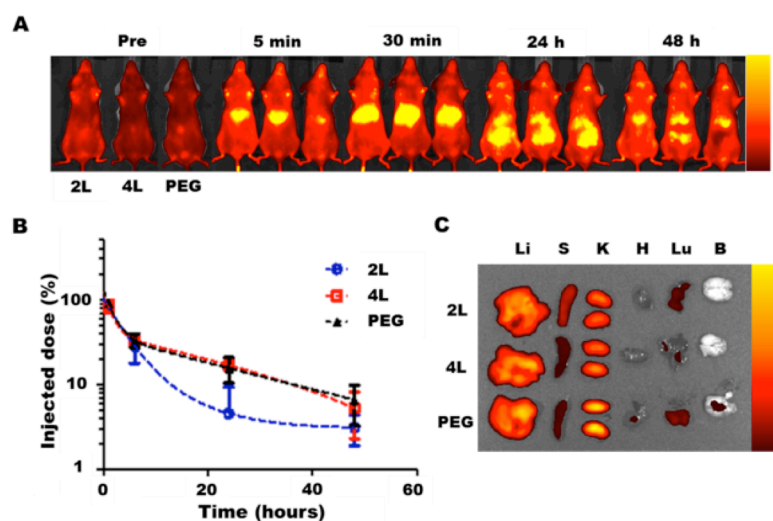 A
Pre 5 min 30 min 24 h 48 h
2L 4L PEG
B
Injected dose (%)
100
10
1
0 20 40 60
Time (hours)
2L
4L
PEG
C
Li S K H Lu B
2L
4L
PEG